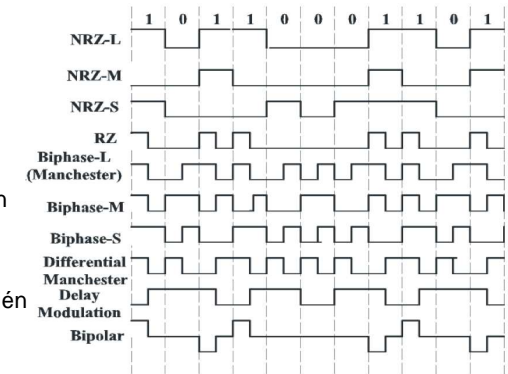 1 0 1 1 0 0 0 1 1 0 1
NRZ-L
NRZ-M
NRZ-S
RZ
Biphase-L
(Manchester)
n
Biphase-M
Biphase-S
Differential
Manchester
Delay
én
Modulation
Bipolar